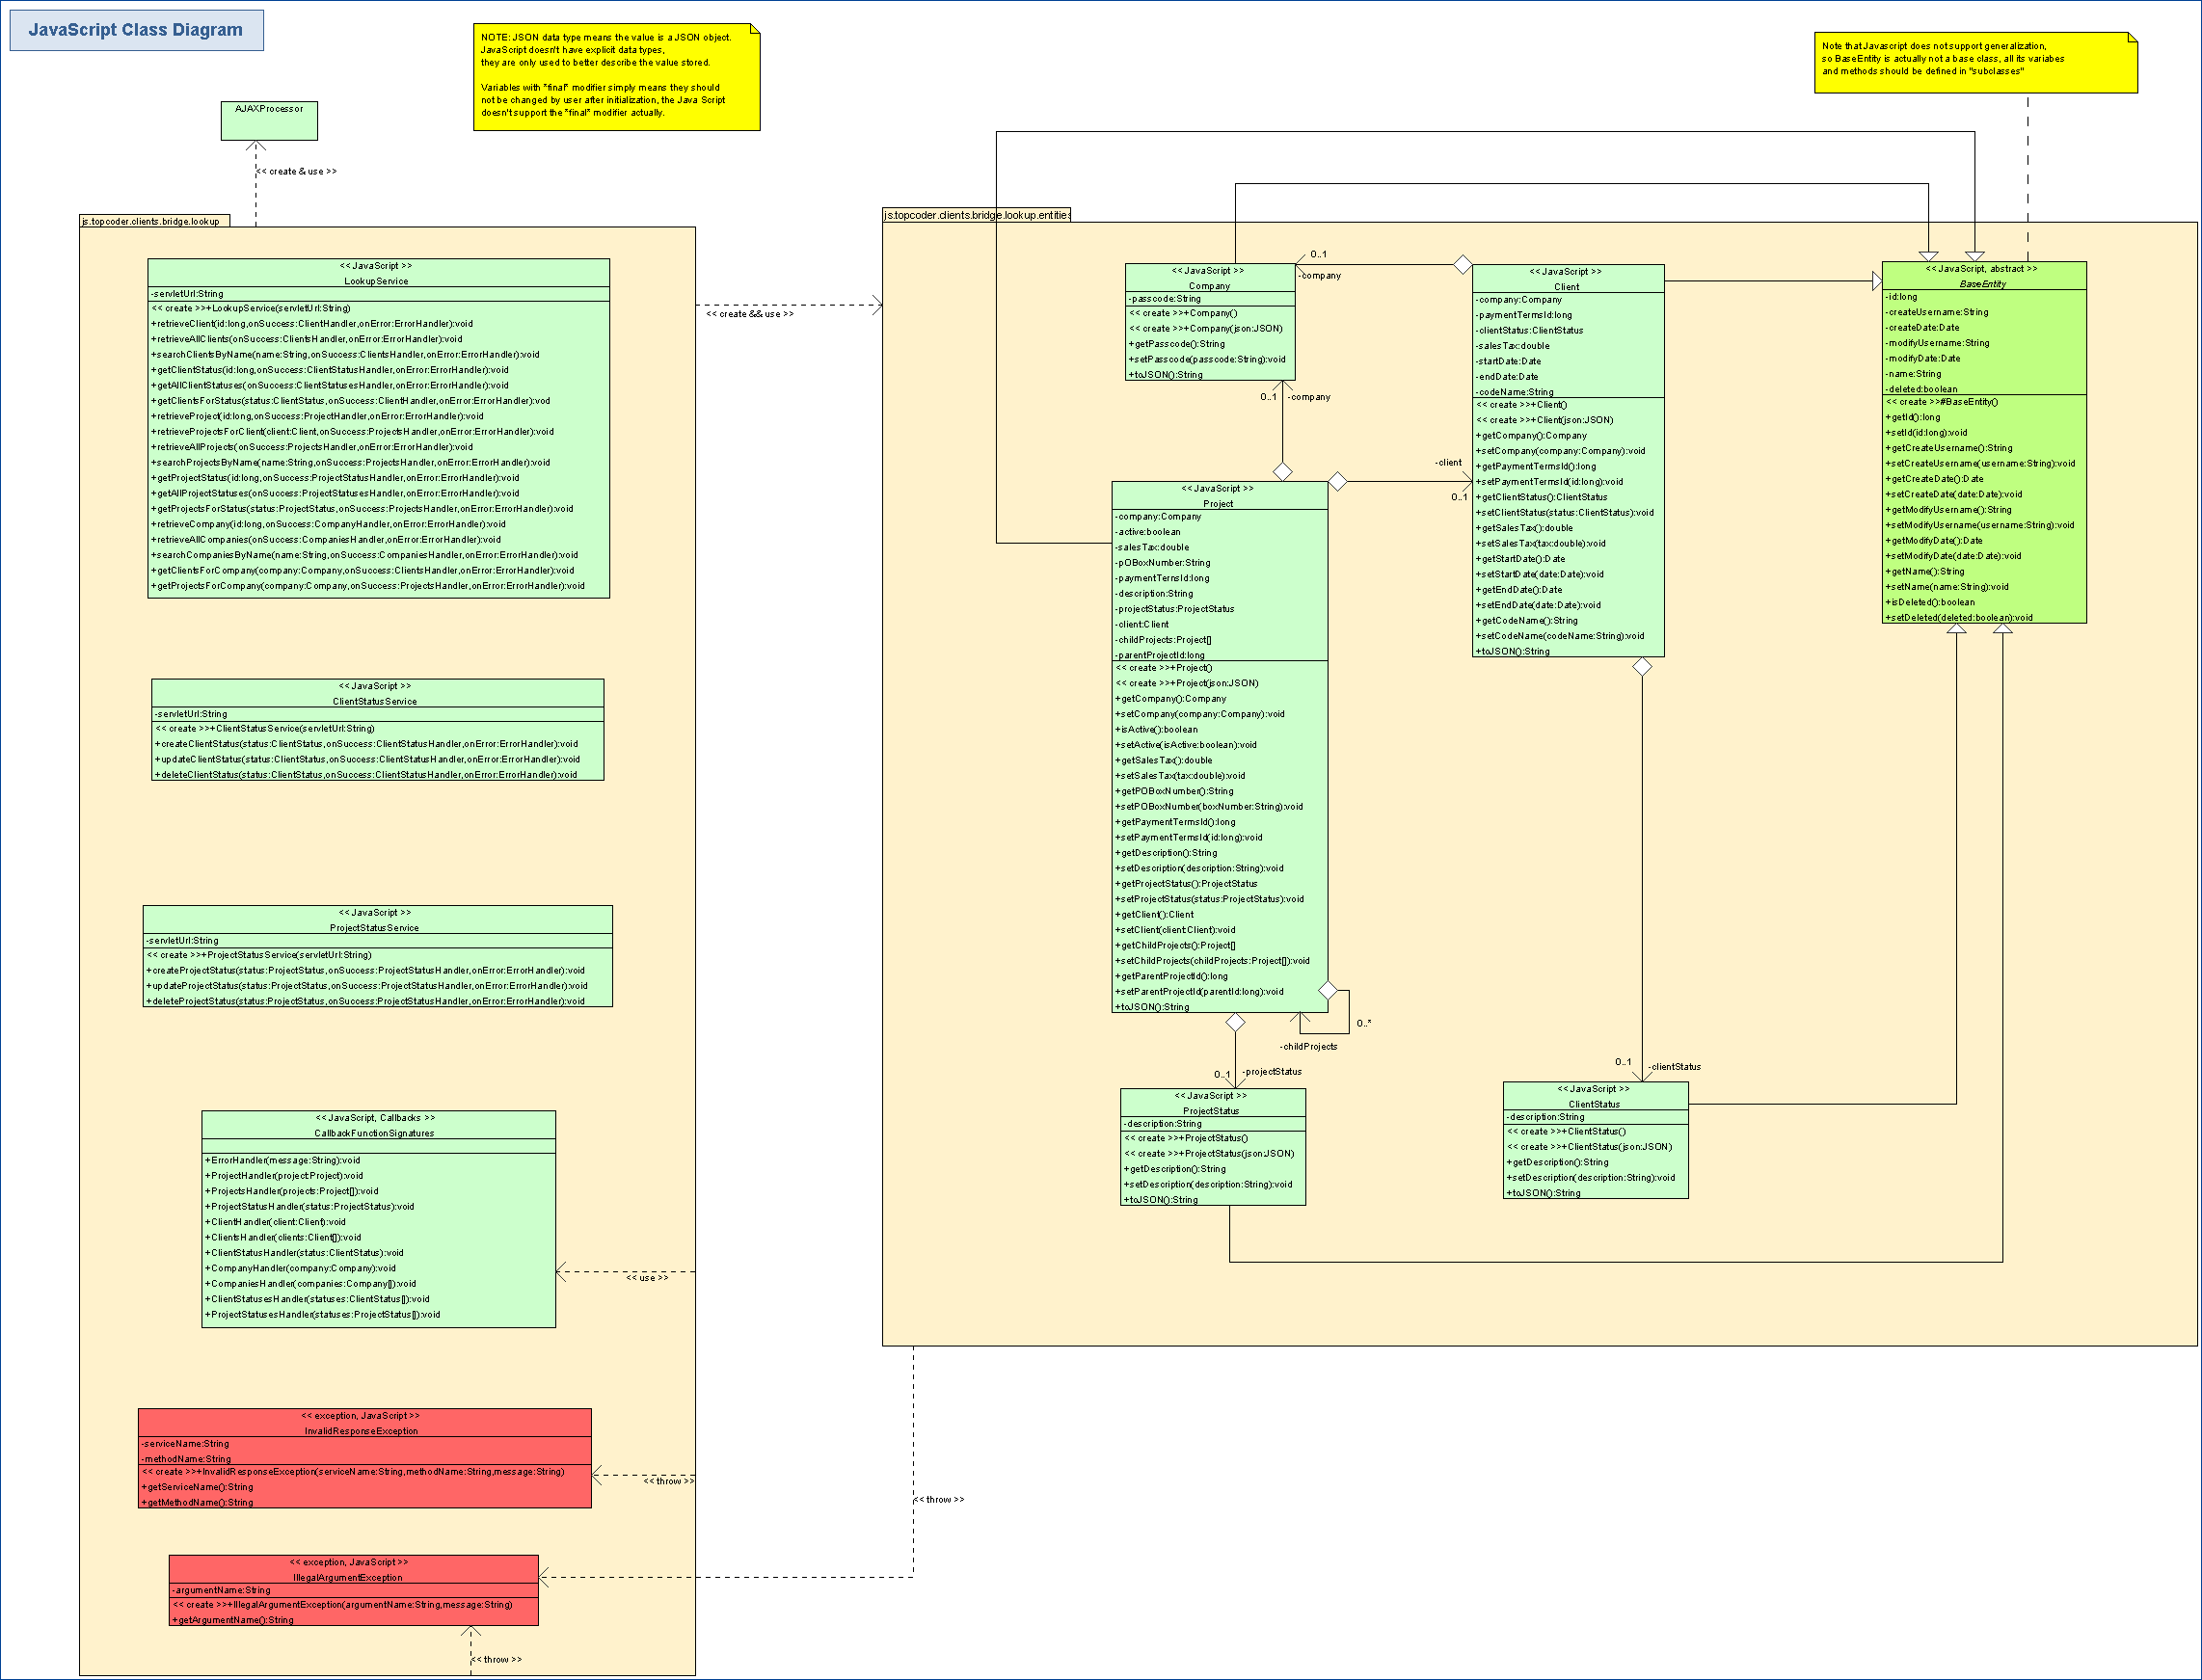 JavaScript Class Diagram
NOTE: JSON data type means the value is a JSON object.
JavaScript doesn't have explicit data types,
they are only used to better describe the value stored.
Variables with *final* modifier simply means they should
not be changed by user after initialization, the Java Script
doesn't support the *final* modifier actually.
Note that Javascript does not support generalization,
so BaseEntity is actually not a base class, all its variabes
and methods should be defined in "subclasses"
AJAXProcessor
<< create & use >>
js.topcoder.clients.bridge.lookup
<< JavaScript >>
LookupService
-servletUrl:String
<< create >>+LookupService(servletUrl:String)
+retrieveClient(id:long,onSuccess:ClientHandler,onError:ErrorHandler):void
+retrieveAllClients(onSuccess:ClientsHandler,onError:ErrorHandler):void
+searchClientsByName(name:String,onSuccess:ClientsHandler,onError:ErrorHandler):void
+getClientStatus(id:long,onSuccess:ClientStatusHandler,onError:ErrorHandler):void
+getAllClientStatuses(onSuccess:ClientStatusesHandler,onError:ErrorHandler):void
+getClientsForStatus(status:ClientStatus,onSuccess:ClientHandler,onError:ErrorHandler):vod
+retrieveProject(id:long,onSuccess:ProjectHandler,onError:ErrorHandler):void
+retrieveProjectsForClient(client:Client,onSuccess:ProjectsHandler,onError:ErrorHandler):void
+retrieveAllProjects(onSuccess:ProjectsHandler,onError:ErrorHandler):void
+searchProjectsByName(name:String,onSuccess:ProjectsHandler,onError:ErrorHandler):void
+getProjectStatus(id:long,onSuccess:ProjectStatusHandler,onError:ErrorHandler):void
+getAllProjectStatuses(onSuccess:ProjectStatusesHandler,onError:ErrorHandler):void
+getProjectsForStatus(status:ProjectStatus,onSuccess:ProjectsHandler,onError:ErrorHandler):void
+retrieveCompany(id:long,onSuccess:CompanyHandler,onError:ErrorHandler):void
+retrieveAllCompanies(onSuccess:CompaniesHandler,onError:ErrorHandler):void
+searchCompaniesByName(name:String,onSuccess:CompaniesHandler,onError:ErrorHandler):void
+getClientsForCompany(company:Company,onSuccess:ClientsHandler,onError:ErrorHandler):void
+getProjectsForCompany(company:Company,onSuccess:ProjectsHandler,onError:ErrorHandler):void
<< JavaScript >>
ClientStatusService
-servletUrl:String
<< create >>+ClientStatusService(servletUrl:String)
+createClientStatus(status:ClientStatus,onSuccess:ClientStatusHandler,onError:ErrorHandler):void
+updateClientStatus(status:ClientStatus,onSuccess:ClientStatusHandler,onError:ErrorHandler):void
+deleteClientStatus(status:ClientStatus,onSuccess:ClientStatusHandler,onError:ErrorHandler):void
<< JavaScript >>
ProjectStatusService
-servletUrl:String
<< create >>+ProjectStatusService(servletUrl:String)
+createProjectStatus(status:ProjectStatus,onSuccess:ProjectStatusHandler,onError:ErrorHandler):void
+updateProjectStatus(status:ProjectStatus,onSuccess:ProjectStatusHandler,onError:ErrorHandler):void
+deleteProjectStatus(status:ProjectStatus,onSuccess:ProjectStatusHandler,onError:ErrorHandler):void
<< JavaScript, Callbacks >>
CallbackFunctionSignatures
+ErrorHandler(message:String):void
+ProjectHandler(project:Project):void
+ProjectsHandler(projects:Project[]):void
+ProjectStatusHandler(status:ProjectStatus):void
+ClientHandler(client:Client):void
+ClientsHandler(clients:Client[]):void
+ClientStatusHandler(status:ClientStatus):void
+CompanyHandler(company:Company):void
+CompaniesHandler(companies:Company[]):void
+ClientStatusesHandler(statuses:ClientStatus[]):void
+ProjectStatusesHandler(statuses:ProjectStatus[]):void
<< use >>
<< exception, JavaScript >>
InvalidResponseException
-serviceName:String
-methodName:String
<< create >>+InvalidResponseException(serviceName:String,methodName:String,message:String)
+getServiceName():String
+getMethodName():String
<< throw >>
<< exception, JavaScript >>
IllegalArgumentException
-argumentName:String
<< create >>+IllegalArgumentException(argumentName:String,message:String)
+getArgumentName():String
<< throw >>
<< throw >>
<< create && use >>
js.topcoder.clients.bridge.lookup.entities
<< JavaScript >>
Company
-passcode:String
<< create >>+Company()
<< create >>+Company(json:JSON)
+getPasscode():String
+setPasscode(passcode:String):void
+toJSON():String
0..1
-company
0..1
-company
<< JavaScript >>
Client
-company:Company
-paymentTermsId:long
-clientStatus:ClientStatus
-salesTax:double
-startDate:Date
-endDate:Date
-codeName:String
<< create >>+Client()
<< create >>+Client(json:JSON)
+getCompany():Company
+setCompany(company:Company):void
+getPaymentTermsId():long
+setPaymentTermsId(id:long):void
+getClientStatus():ClientStatus
+setClientStatus(status:ClientStatus):void
+getSalesTax():double
+setSalesTax(tax:double):void
+getStartDate():Date
+setStartDate(date:Date):void
+getEndDate():Date
+setEndDate(date:Date):void
+getCodeName():String
+setCodeName(codeName:String):void
+toJSON():String
<< JavaScript, abstract >>
BaseEntity
-id:long
-createUsername:String
-createDate:Date
-modifyUsername:String
-modifyDate:Date
-name:String
-deleted:boolean
<< create >>#BaseEntity()
+getId():long
+setId(id:long):void
+getCreateUsername():String
+setCreateUsername(username:String):void
+getCreateDate():Date
+setCreateDate(date:Date):void
+getModifyUsername():String
+setModifyUsername(username:String):void
+getModifyDate():Date
+setModifyDate(date:Date):void
+getName():String
+setName(name:String):void
+isDeleted():boolean
+setDeleted(deleted:boolean):void
-client
0..1
<< JavaScript >>
Project
-company:Company
-active:boolean
-salesTax:double
-pOBoxNumber:String
-paymentTernsId:long
-description:String
-projectStatus:ProjectStatus
-client:Client
-childProjects:Project[]
-parentProjectId:long
<< create >>+Project()
<< create >>+Project(json:JSON)
+getCompany():Company
+setCompany(company:Company):void
+isActive():boolean
+setActive(isActive:boolean):void
+getSalesTax():double
+setSalesTax(tax:double):void
+getPOBoxNumber():String
+setPOBoxNumber(boxNumber:String):void
+getPaymentTermsId():long
+setPaymentTermsId(id:long):void
+getDescription():String
+setDescription(description:String):void
+getProjectStatus():ProjectStatus
+setProjectStatus(status:ProjectStatus):void
+getClient():Client
+setClient(client:Client):void
+getChildProjects():Project[]
+setChildProjects(childProjects:Project[]):void
+getParentProjectId():long
+setParentProjectId(parentId:long):void
+toJSON():String
0..*
-childProjects
0..1
-projectStatus
<< JavaScript >>
ProjectStatus
-description:String
<< create >>+ProjectStatus()
<< create >>+ProjectStatus(json:JSON)
+getDescription():String
+setDescription(description:String):void
+toJSON():String
0..1
-clientStatus
<< JavaScript >>
ClientStatus
-description:String
<< create >>+ClientStatus()
<< create >>+ClientStatus(json:JSON)
+getDescription():String
+setDescription(description:String):void
+toJSON():String